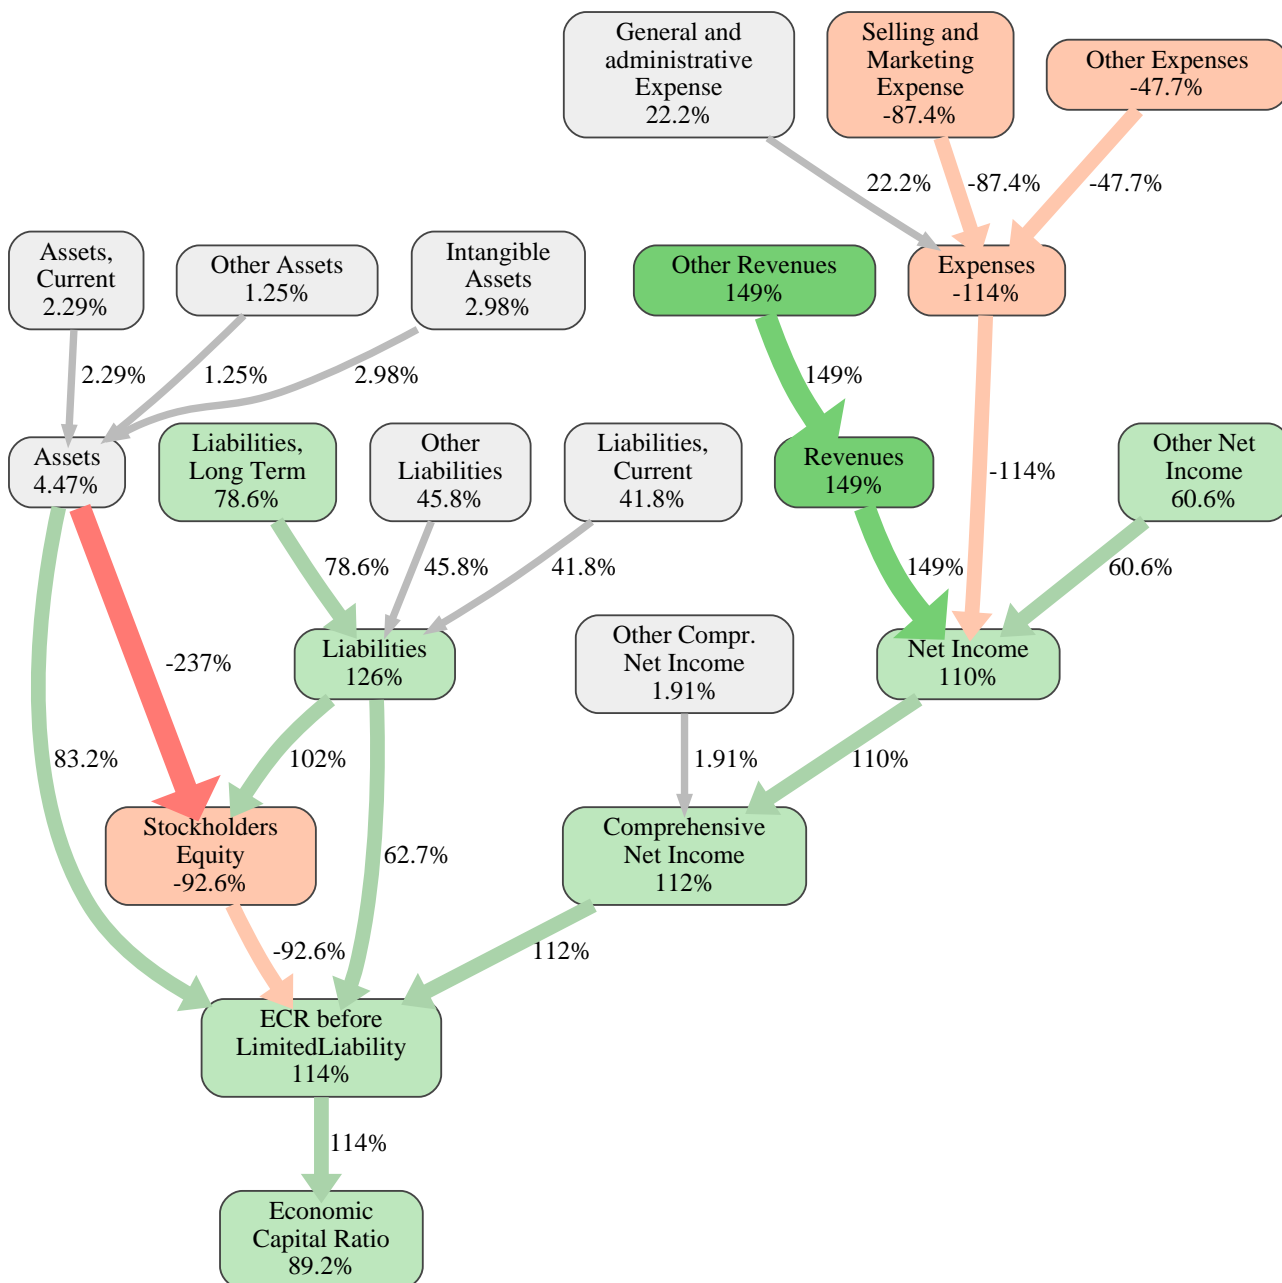 General and
administrative
Expense
22.2%
Selling and
Marketing
Expense
-87.4%
Other Expenses
-47.7%
22.2%
-87.4%
-47.7%
Assets,
Current
2.29%
Other Assets
1.25%
Intangible
Assets
2.98%
Other Revenues
149%
Expenses
-114%
2.29%
1.25%
2.98%
149%
Assets
4.47%
Liabilities,
Long Term
78.6%
Other
Liabilities
45.8%
Liabilities,
Current
41.8%
Revenues
149%
-114%
Other Net
Income
60.6%
78.6%
45.8%
41.8%
149%
60.6%
-237%
Liabilities
126%
Other Compr.
Net Income
1.91%
Net Income
110%
83.2%
102%
1.91%
110%
Stockholders
Equity
-92.6%
62.7%
Comprehensive
Net Income
112%
-92.6%
112%
ECR before
LimitedLiability
114%
114%
Economic
Capital Ratio
89.2%